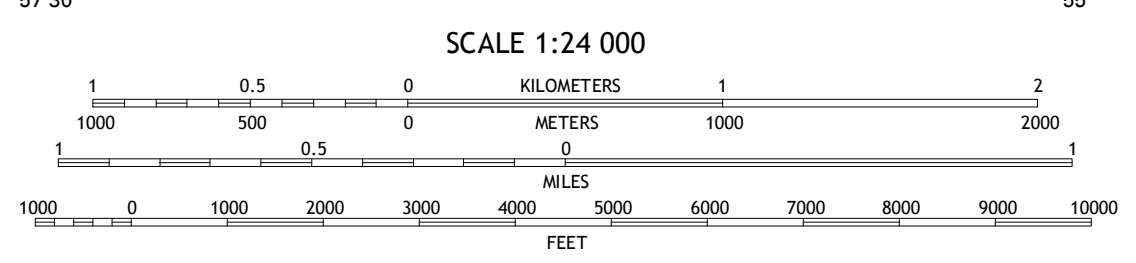 57'30" 55'
SCALE 1:24 000
1 0.5 0 KILOMETERS 1 2
1000 500 0 METERS 1000 2000
1 0.5 0 1
MILES
1000 0 1000 2000 3000 4000 5000 6000 7000 8000 9000 10000
FEET